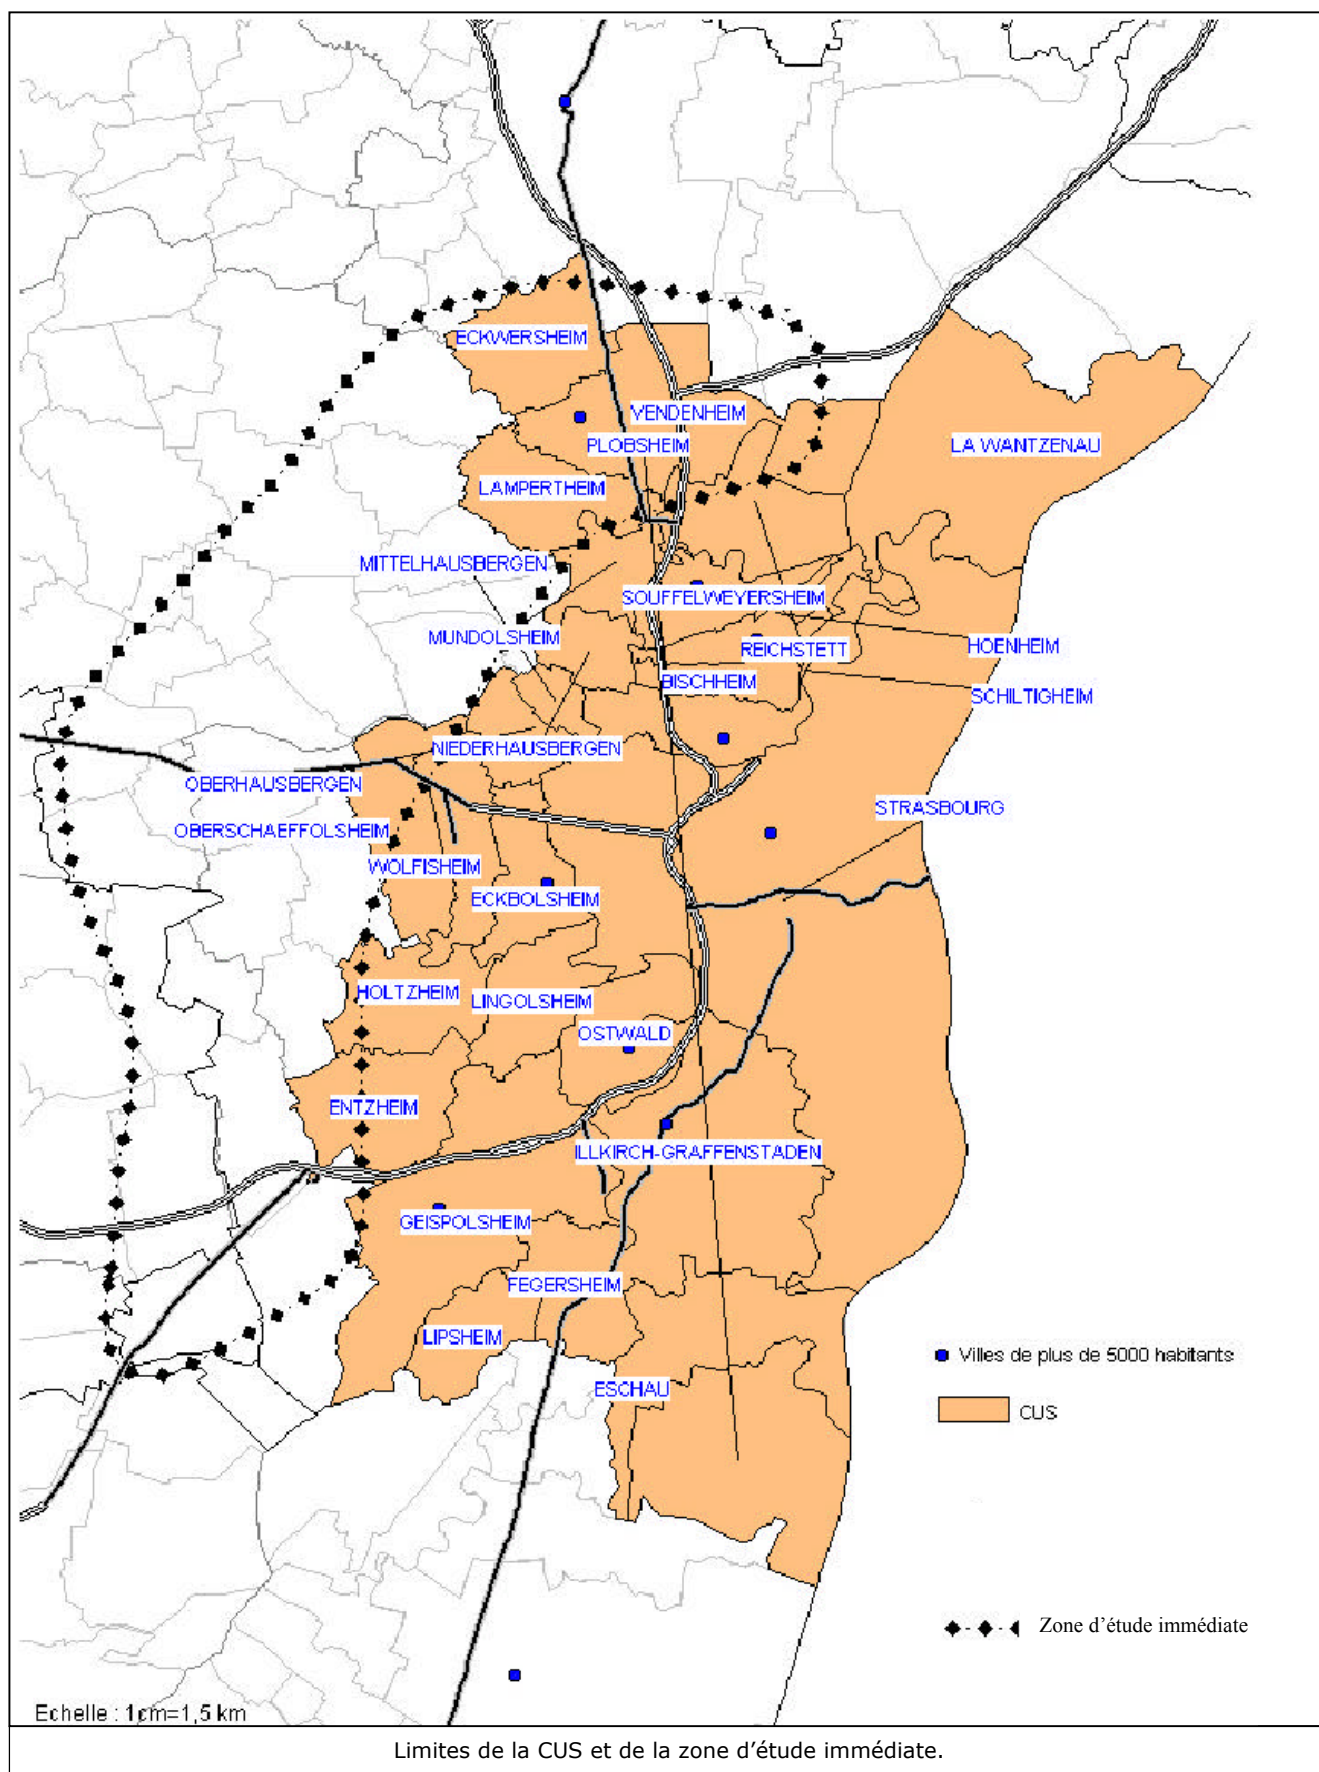 ECKWERSHEIM
VENDENHEIM
PLOBSHEIM
LA WANTZENAU
LAMPERTHEIM
MITTELHAUSBERGEN
SOUFFELWEYERSHEIM
MUNDOLSHEIM
REICHSTETT
HOENHEIM
BISCHHEIM
SCHILTIGHEIM
NIEDERHAUSBERGEN
OBERHAUSBERGEN
STRASBOURG
OBERSCHAEFFOLSHEIM
WOLFISHEIM
ECKBOLSHEIM
HOLTZHEIM
LINGOLSHEIM
OSTWALD
ENTZHEIM
ILLKIRCH-GRAFFENSTADEN
GEISPOLSHEIM
FEGERSHEIM
LIPSHEIM
ESCHAU
Villes de plus de 5000 habitants
CUS
Zone d’étude immédiate
Echelle : 1cm=1,5 km
Limites de la CUS et de la zone d’étude immédiate.